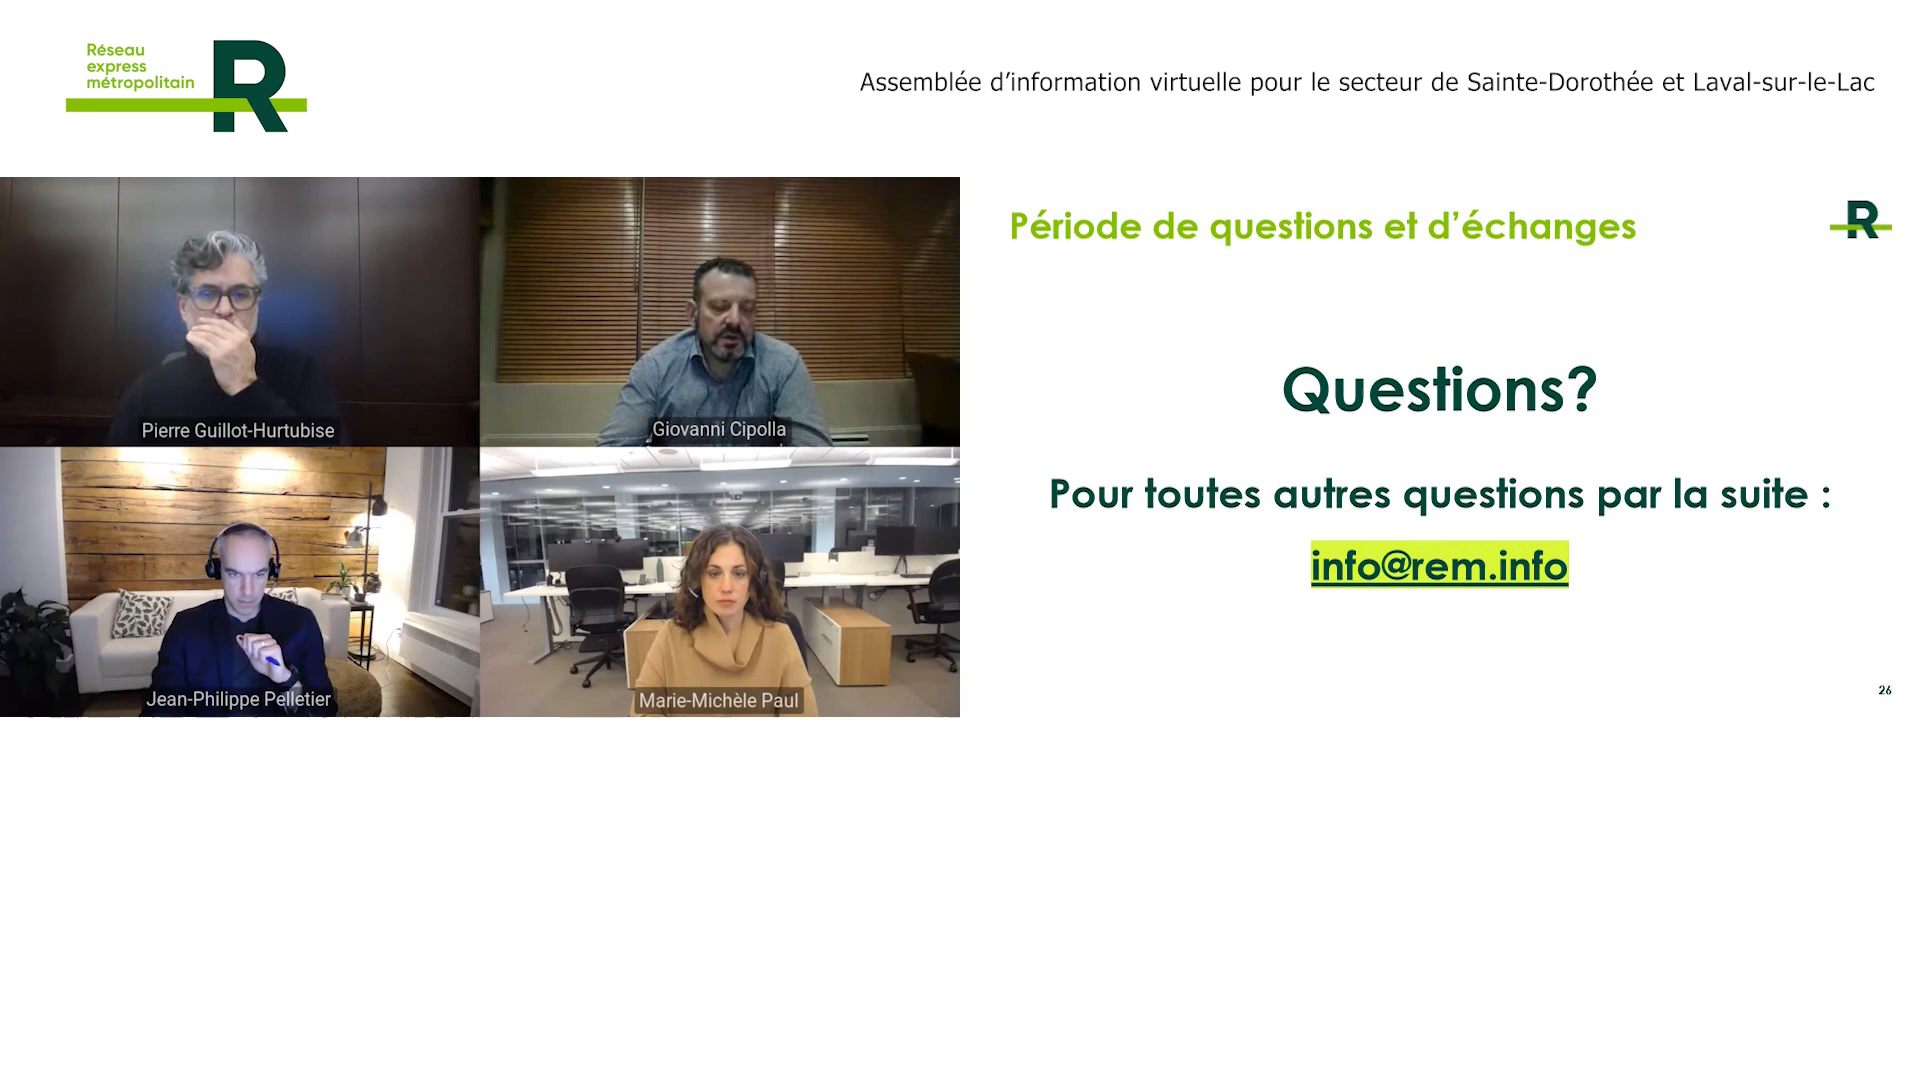 Réseau
express
métropolitain
R
Assemblée d’information virtuelle pour le secteur de Sainte-Dorothée et Laval-sur-le-Lac
Pierre Guillot-Hurtubise
Giovanni Cipolla
Jean-Philippe Pelletier
Marie-Michèle Paul
Période de questions et d’échanges
R
Questions?
Pour toutes autres questions par la suite :
info@rem.info
26